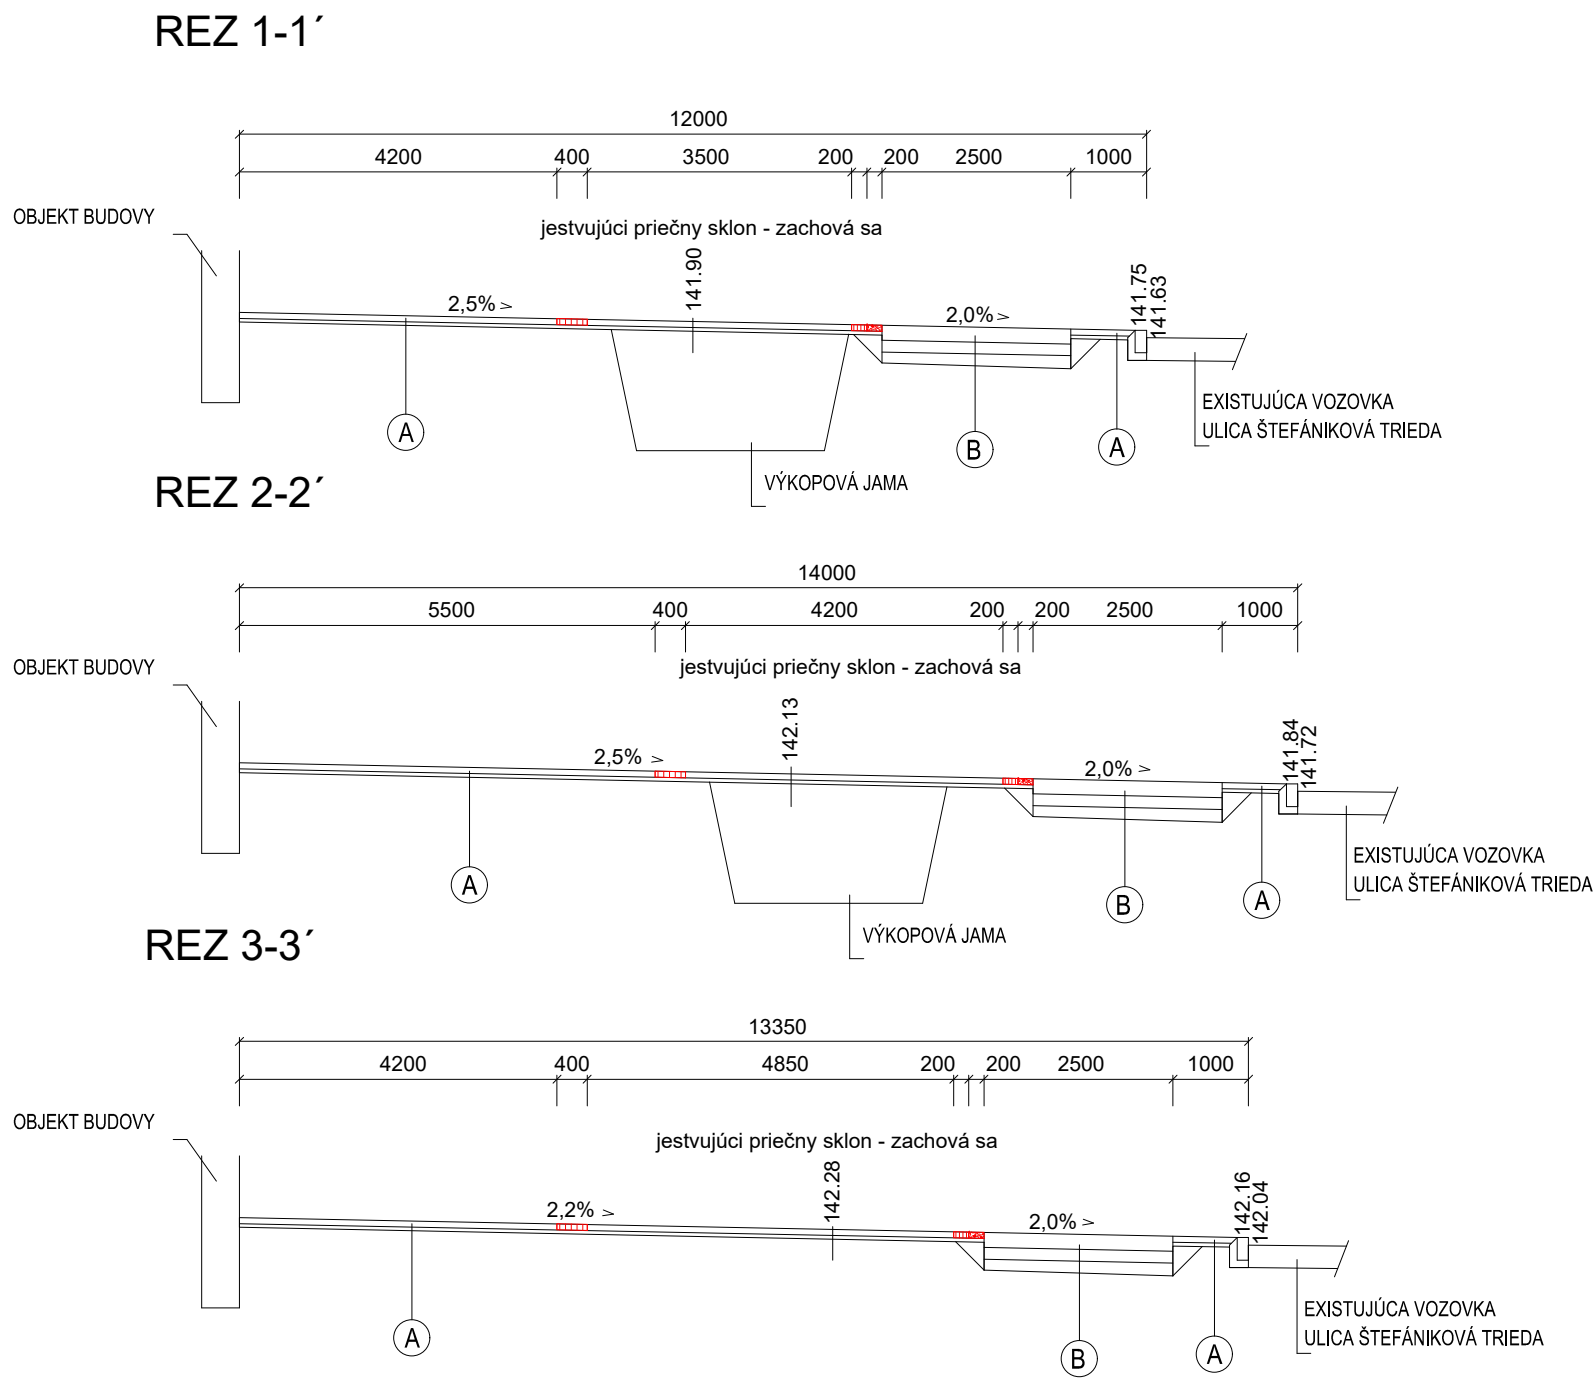 REZ 1-1´
12000
4200 400 3500 200 200 2500 1000
OBJEKT BUDOVY
jestvujúci priečny sklon - zachová sa
141.90
141.75
141.63
2,5% >
2,0% >
EXISTUJÚCA VOZOVKA
ULICA ŠTEFÁNIKOVÁ TRIEDA
A
B
A
VÝKOPOVÁ JAMA
REZ 2-2´
14000
5500 400 4200 200 200 2500 1000
OBJEKT BUDOVY
jestvujúci priečny sklon - zachová sa
142.13
141.84
141.72
2,5% >
2,0% >
EXISTUJÚCA VOZOVKA
ULICA ŠTEFÁNIKOVÁ TRIEDA
A
B
A
VÝKOPOVÁ JAMA
REZ 3-3´
13350
4200 400 4850 200 200 2500 1000
OBJEKT BUDOVY
jestvujúci priečny sklon - zachová sa
142.28
142.16
142.04
2,2% >
2,0% >
EXISTUJÚCA VOZOVKA
ULICA ŠTEFÁNIKOVÁ TRIEDA
A
B
A